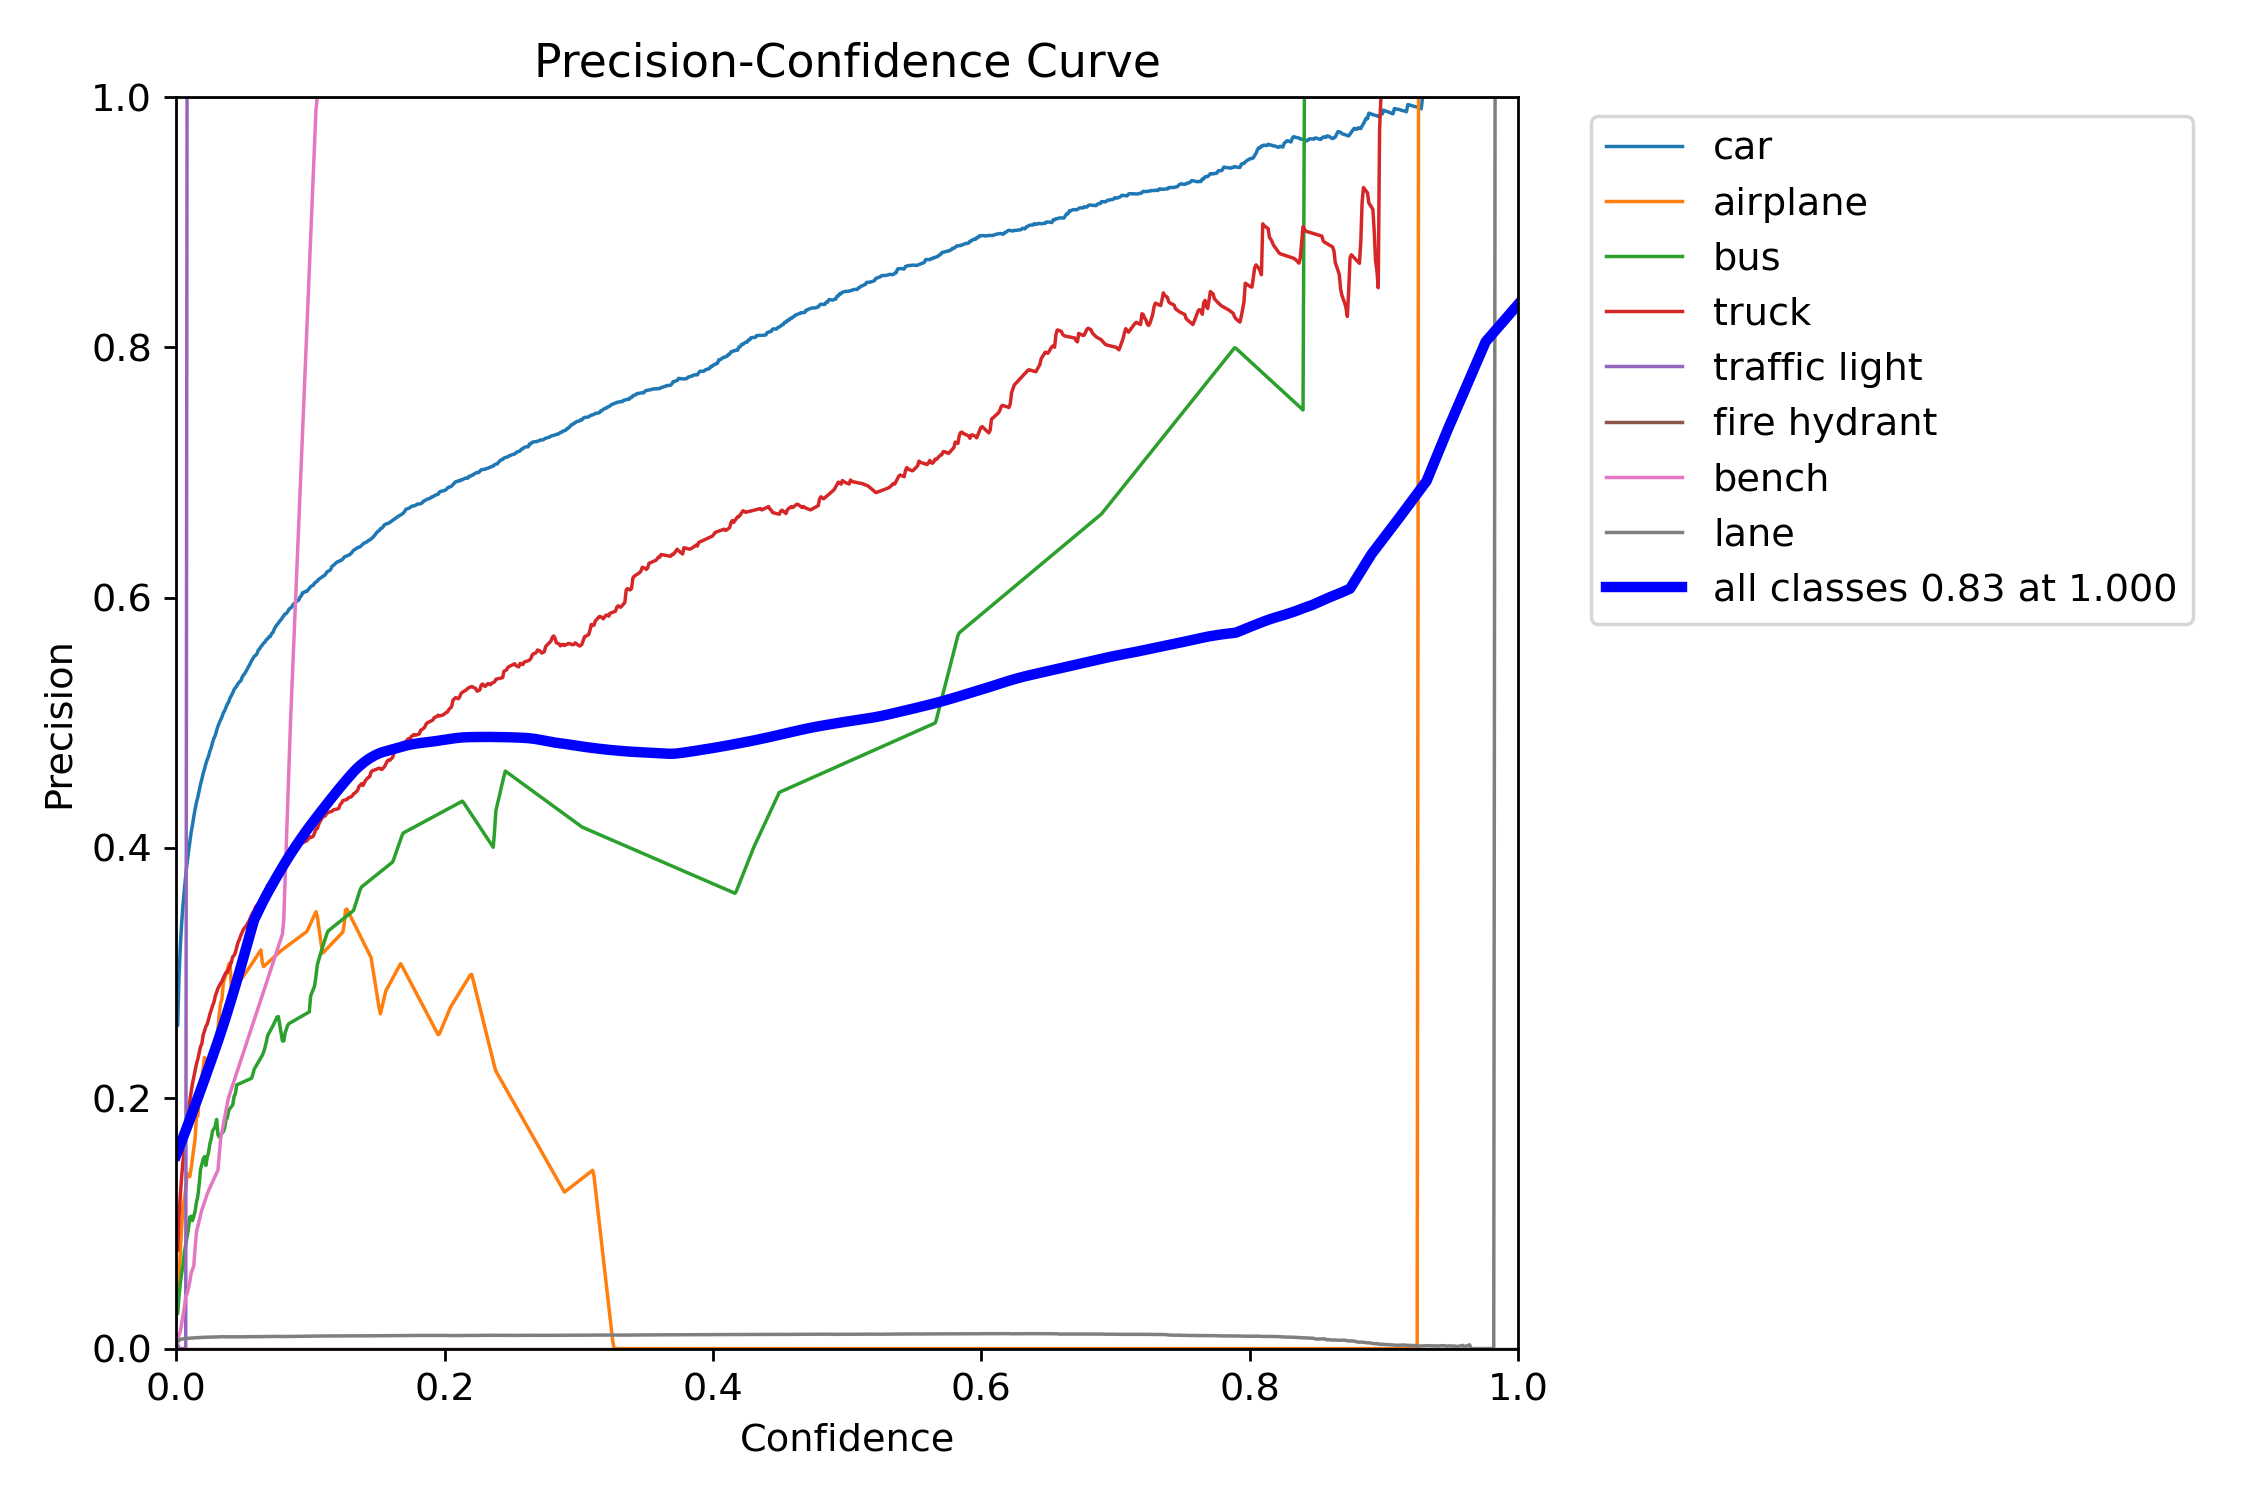 Precision-Confidence Curve
1.0
0.8
0.6
0.4
0.2
0.0
Precision
0.0 0.2 0.4 0.6 0.8 1.0
Confidence
car
airplane
bus
truck
traffic light
fire hydrant
bench
lane
all classes 0.83 at 1.000